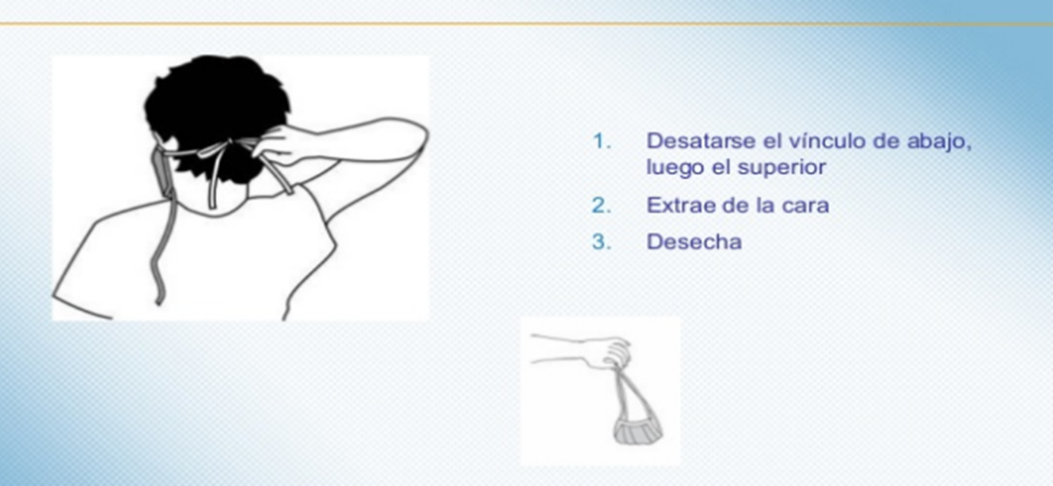 1. Desatarse el vínculo de abajo,
luego el superior
2. Extrae de la cara
3. Desecha